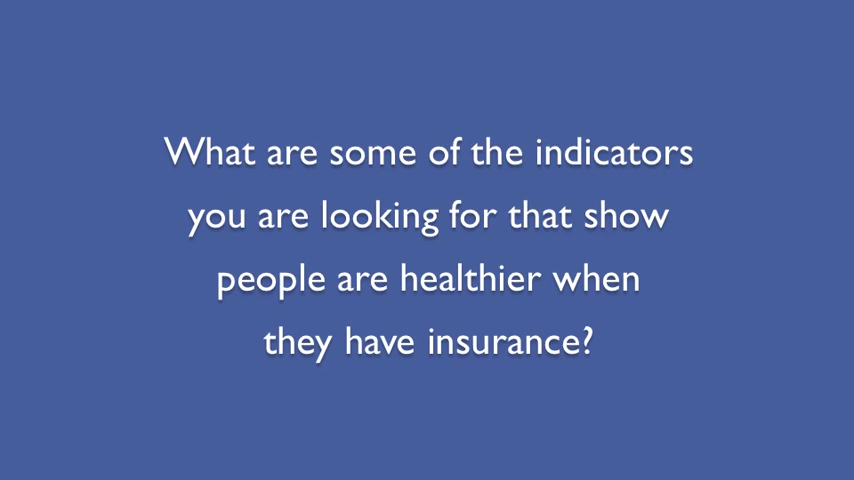 What are some of the indicators
you are looking for that show
people are healthier when
they have insurance?